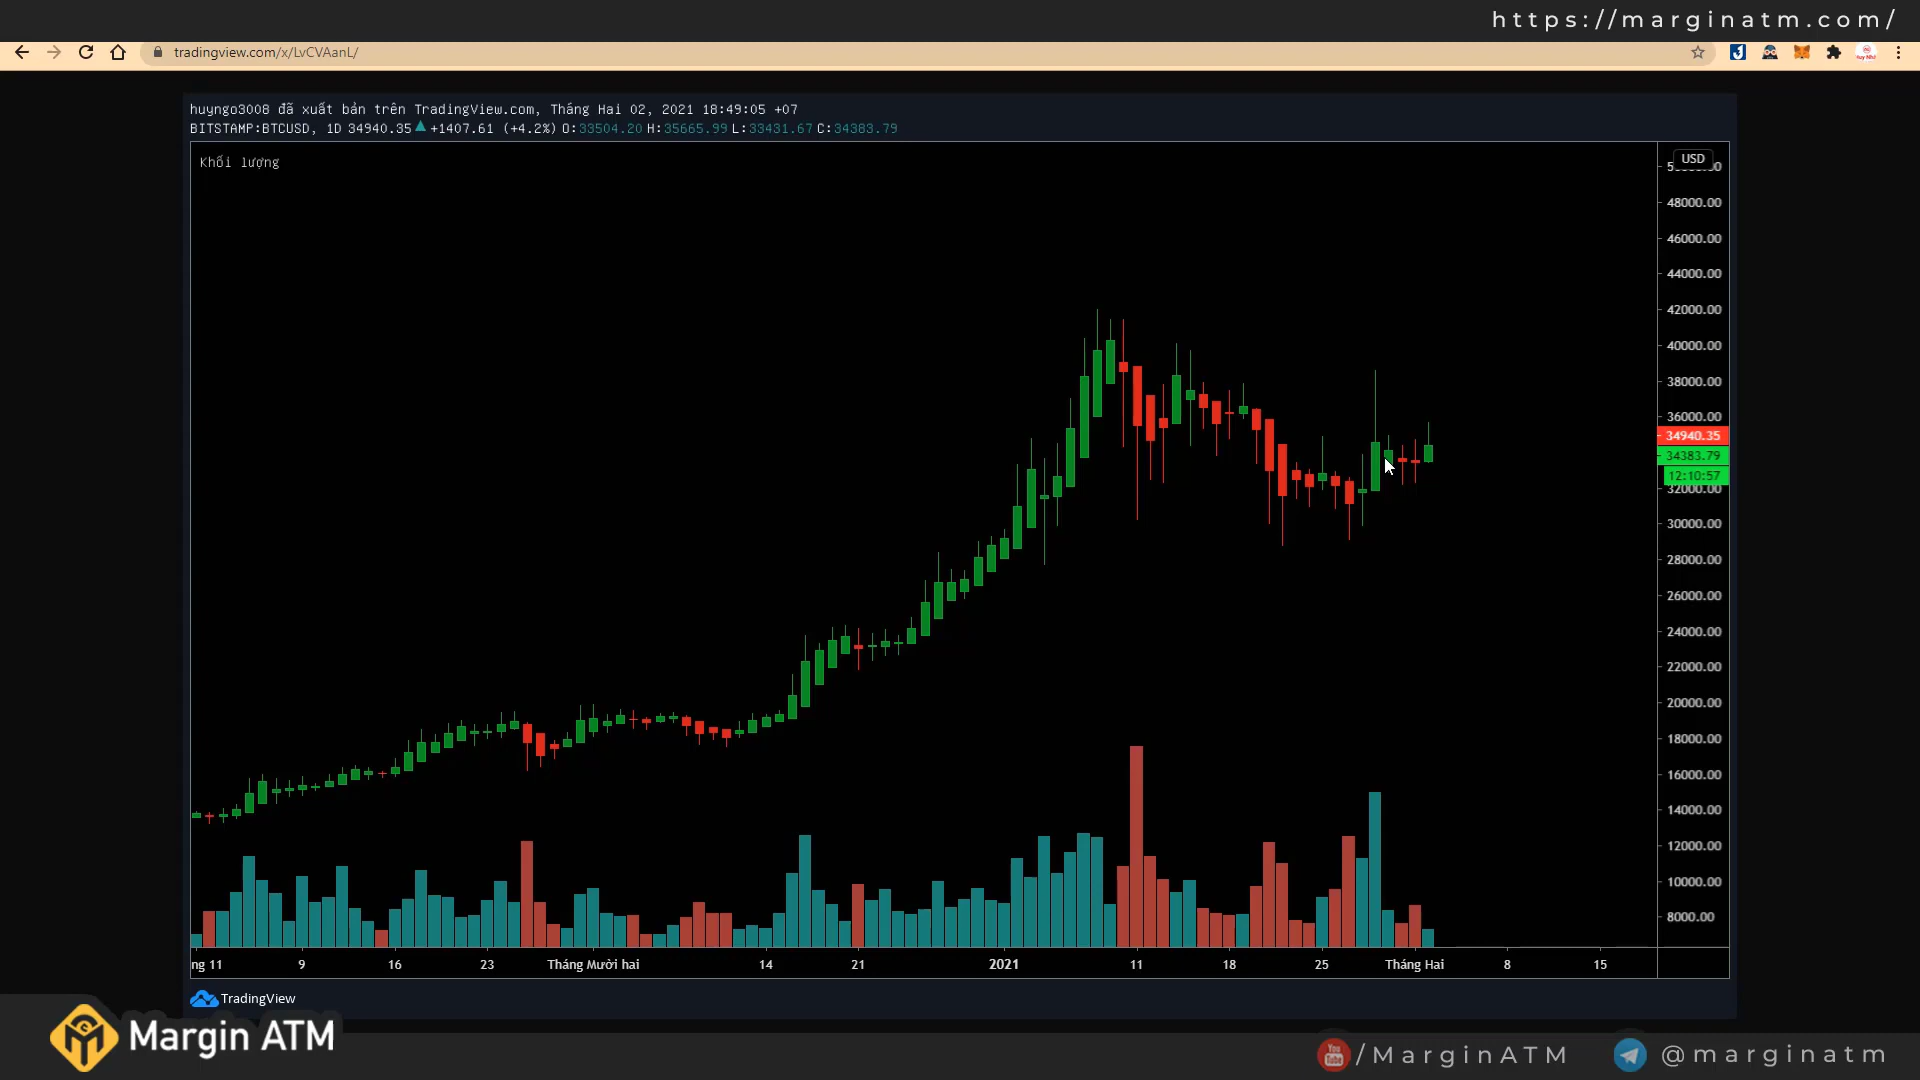 https://marginatm.com/
tradingview.com/x/LvCVAanL/
huyngo3008 đã xuất bản trên TradingView.com, Tháng Hai 02, 2021 18:49:05 +07
BITSTAMP:BTCUSD, 1D 34940.35 ▲ +1407.61 (+4.2%) O:33504.20 H:35665.99 L:33431.67 C:34383.79
Khối lượng
USD
48000.00
46000.00
44000.00
42000.00
40000.00
38000.00
36000.00
34940.35
34383.79
12:10:57
32000.00
30000.00
28000.00
26000.00
24000.00
22000.00
20000.00
18000.00
16000.00
14000.00
12000.00
10000.00
8000.00
ng 11 9 16 23 Tháng Mười hai 14 21 2021 11 18 25 Tháng Hai 8 15
TradingView
Margin ATM
You Tube /MarginATM @marginatm